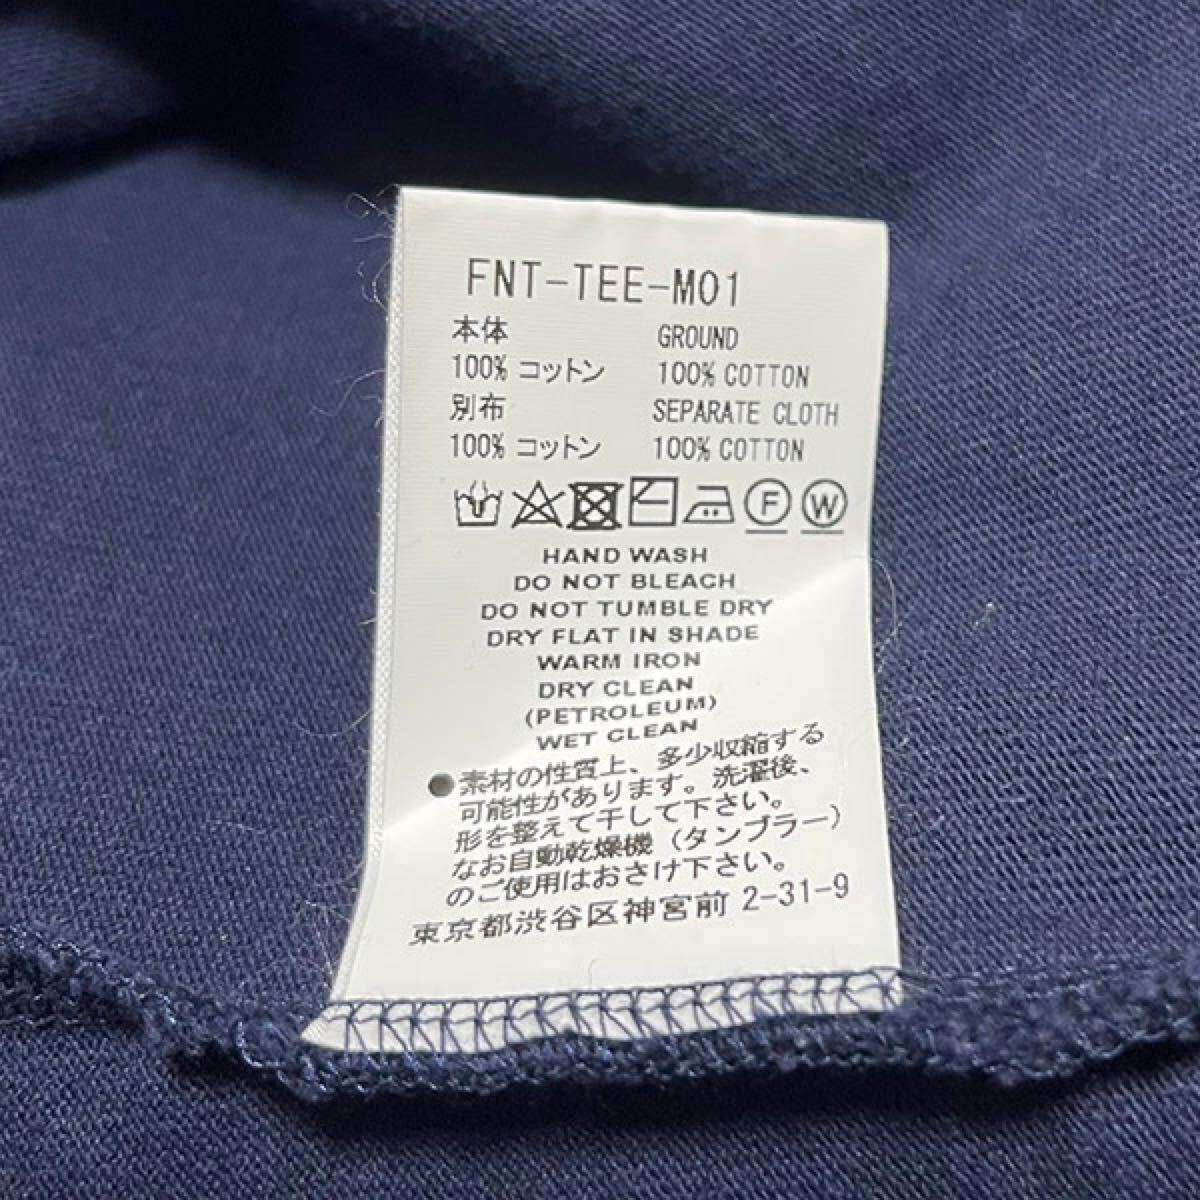 FNT-TEE-M01
本体 GROUND
100% コットン 100% COTTON
別布 SEPARATE CLOTH
100% コットン 100% COTTON
F W
HAND WASH
DO NOT BLEACH
DO NOT TUMBLE DRY
DRY FLAT IN SHADE
WARM IRON
DRY CLEAN
(PETROLEUM)
WET CLEAN
●素材の性質上、多少収縮する
可能性があります。洗濯後、
形を整えて干して下さい。
なお自動乾燥機(タンブラー)
のご使用はおさけ下さい。
東京都渋谷区神宮前 2-31-9